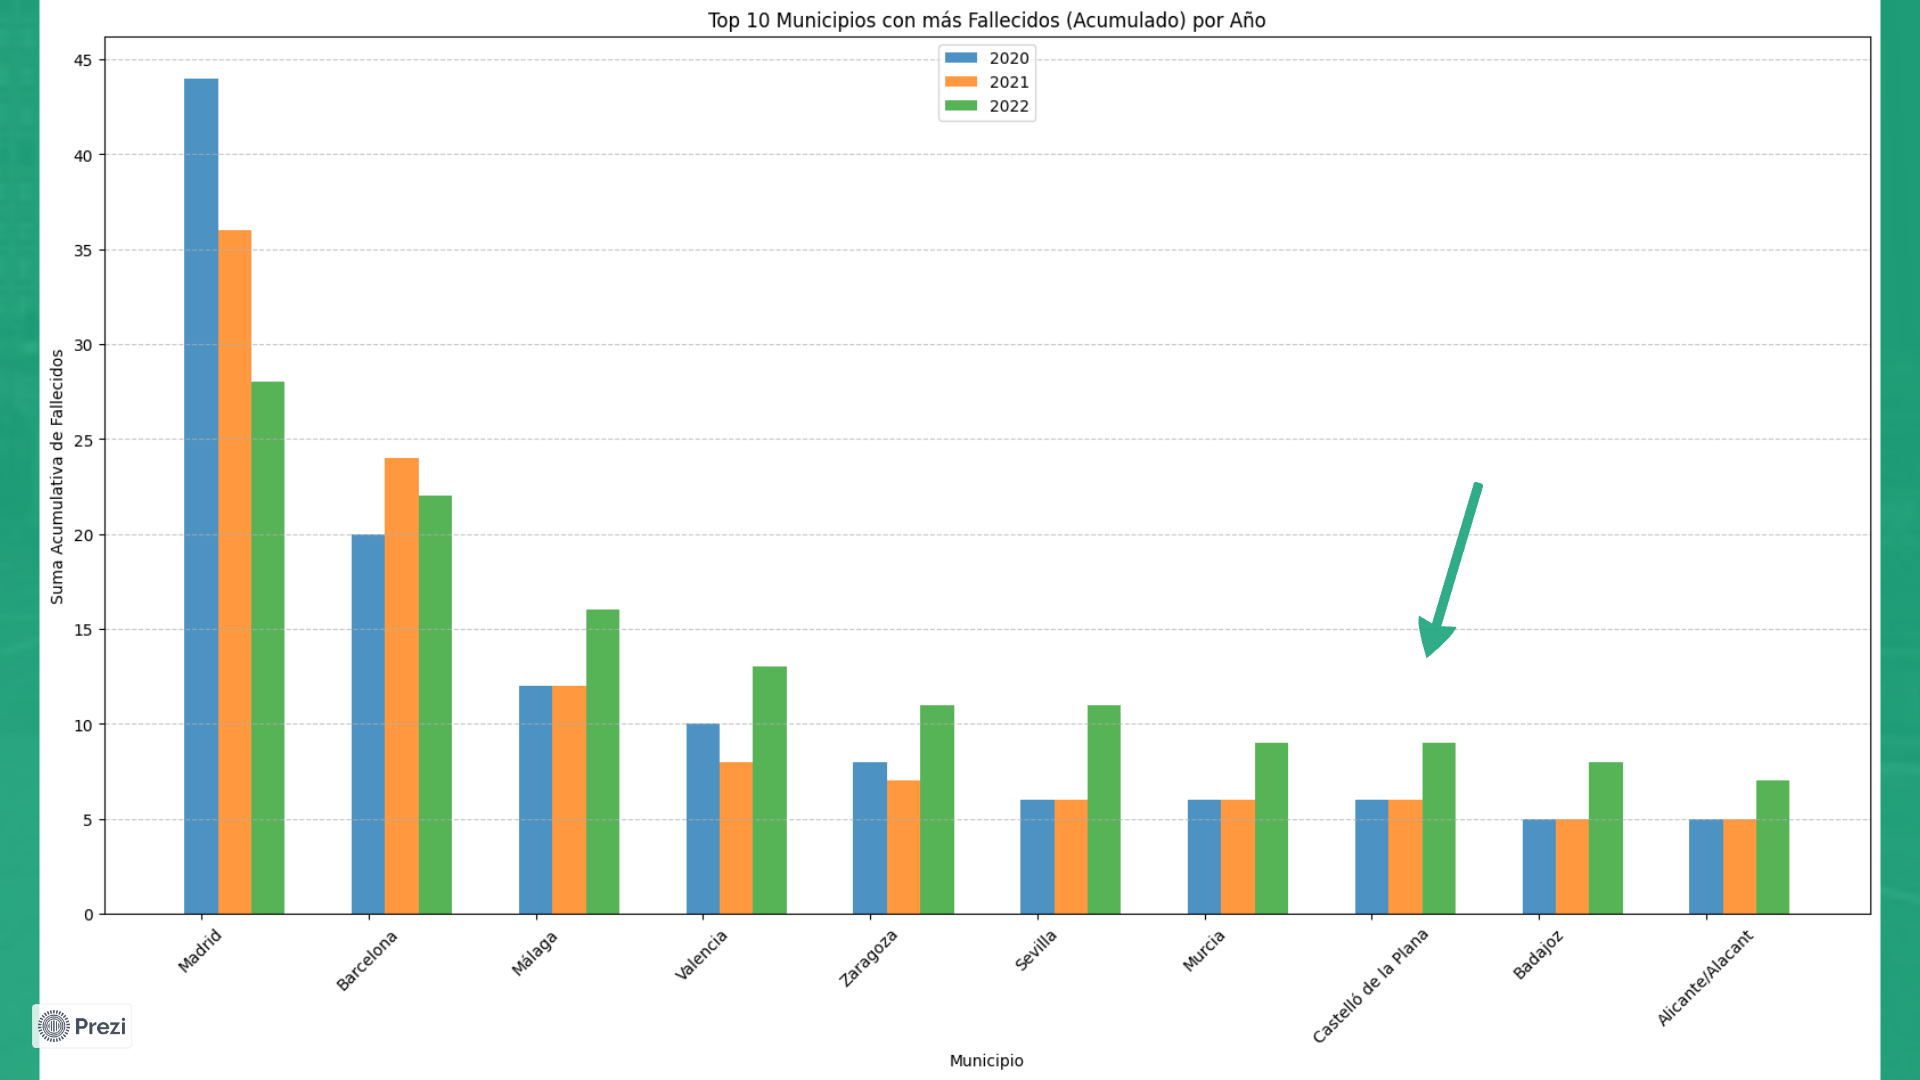 Top 10 Municipios con más Fallecidos (Acumulado) por Año
2020
2021
2022
Suma Acumulativa de Fallecidos
45
40
35
30
25
20
15
10
5
0
Madrid
Barcelona
Málaga
Valencia
Zaragoza
Sevilla
Murcia
Castelló de la Plana
Badajoz
Alicante/Alacant
Municipio
Prezi